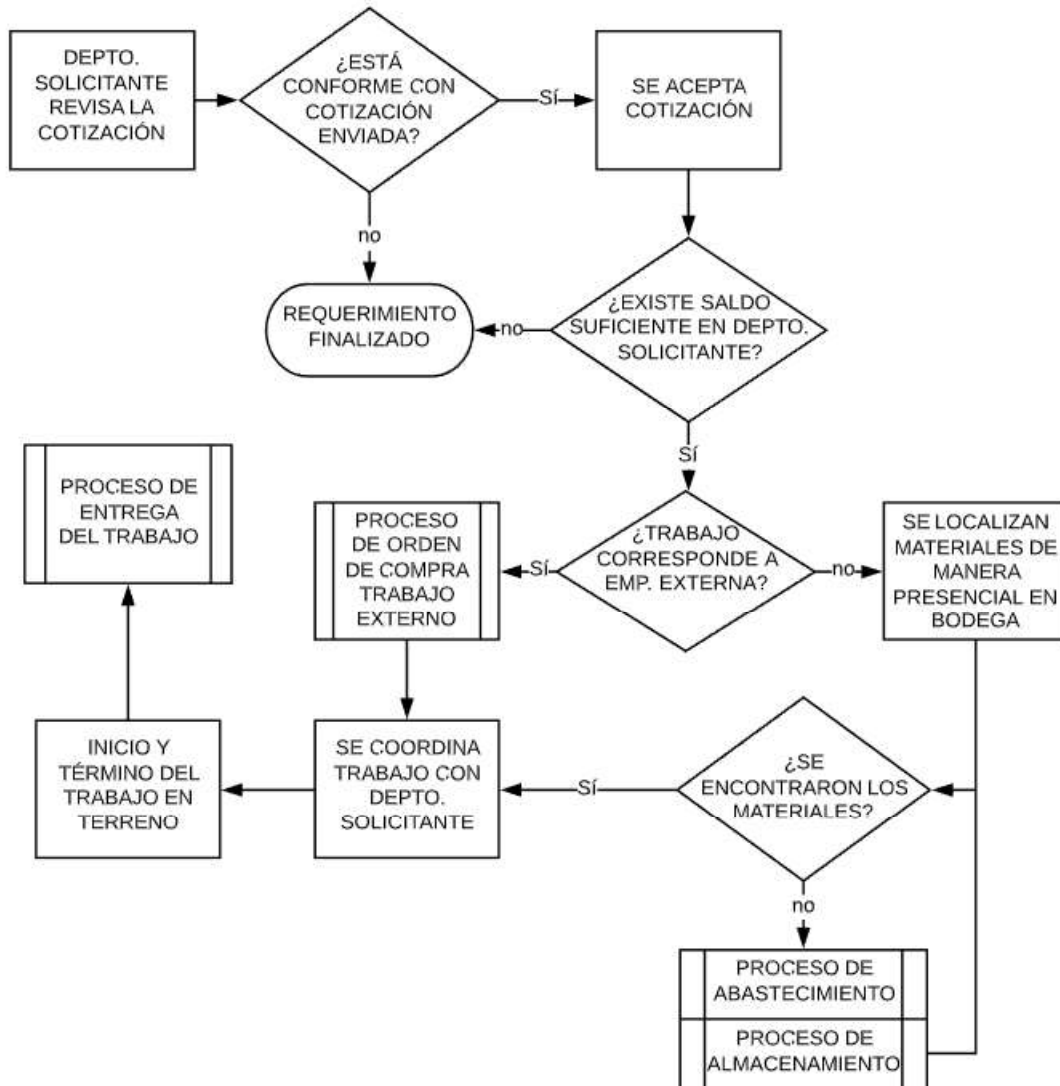 DEPTO.
SOLICITANTE
REVISA LA
COTIZACIÓN
¿ESTÁ
CONFORME CON
COTIZACIÓN
ENVIADA?
Sí
SE ACEPTA
COTIZACIÓN
no
REQUERIMIENTO
FINALIZADO
no
¿EXISTE SALDO
SUFICIENTE EN DEPTO.
SOLICITANTE?
Sí
PROCESO DE
ENTREGA
DEL TRABAJO
PROCESO
DE ORDEN
DE COMPRA
TRABAJO
EXTERNO
Sí
¿TRABAJO
CORRESPONDE A
EMP. EXTERNA?
no
SE LOCALIZAN
MATERIALES DE
MANERA
PRESENCIAL EN
BODEGA
INICIO Y
TÉRMINO DEL
TRABAJO EN
TERRENO
SE COORDINA
TRABAJO CON
DEPTO.
SOLICITANTE
Sí
¿SE
ENCONTRARON LOS
MATERIALES?
no
PROCESO DE
ABASTECIMIENTO
PROCESO DE
ALMACENAMIENTO